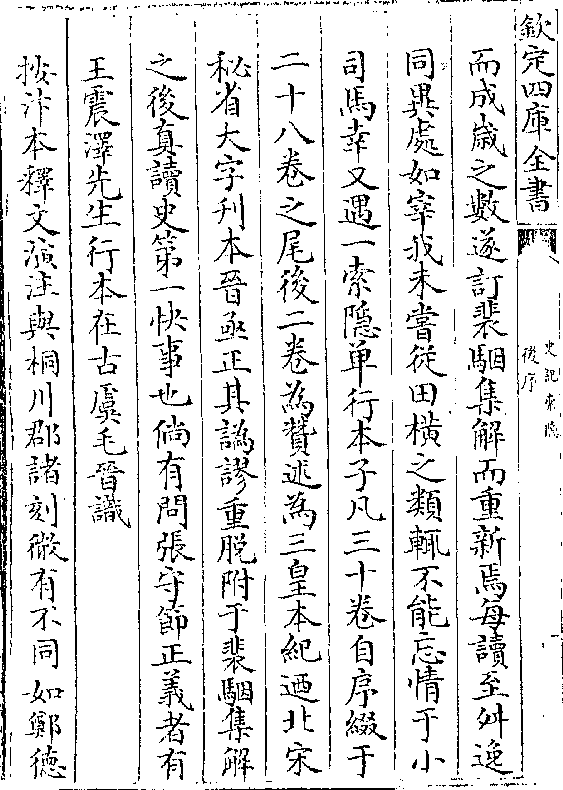 欽定四庫全書
史記索隱
後序
而成歲之數遂訂裴駰集解而重新焉每讀至舛逆
同異處如宰我未嘗從田橫之類輒不能忘情于小
司馬幸又遇一索隱單行本子凡三十卷自序綴于
二十八卷之尾後二卷為贊述為三皇本紀迺北宋
秘省大字刋本晉亟正其譌謬重脱附于裴駰集解
之後真讀史第一快事也倘有問張守節正義者有
王震澤先生行本在古虞毛晉識
按汴本釋文演注與桐川郡諸刻微有不同如鄭德